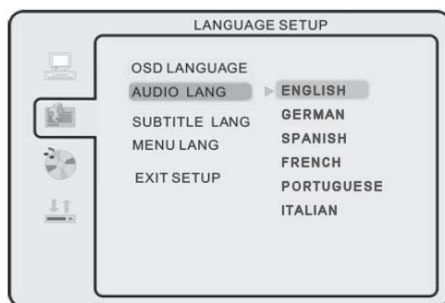 LANGUAGE SETUP
OSD LANGUAGE
AUDIO LANG
SUBTITLE LANG
MENU LANG
EXIT SETUP
ENGLISH
GERMAN
SPANISH
FRENCH
PORTUGUESE
ITALIAN